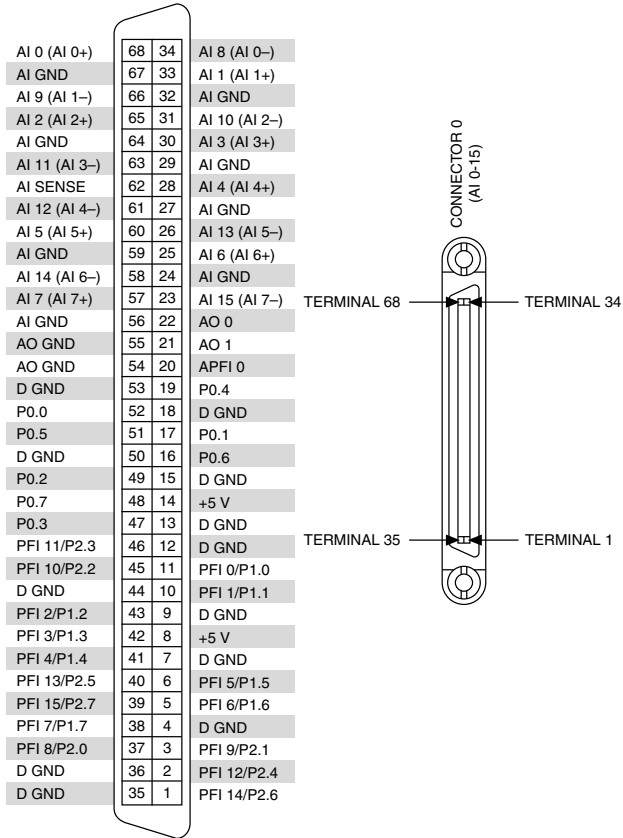 AI 0 (AI 0+) 68 34 AI 8 (AI 0–)
AI GND 67 33 AI 1 (AI 1+)
AI 9 (AI 1–) 66 32 AI GND
AI 2 (AI 2+) 65 31 AI 10 (AI 2–)
AI GND 64 30 AI 3 (AI 3+)
AI 11 (AI 3–) 63 29 AI GND
AI SENSE 62 28 AI 4 (AI 4+)
AI 12 (AI 4–) 61 27 AI GND
AI 5 (AI 5+) 60 26 AI 13 (AI 5–)
AI GND 59 25 AI 6 (AI 6+)
AI 14 (AI 6–) 58 24 AI GND
AI 7 (AI 7+) 57 23 AI 15 (AI 7–)
AI GND 56 22 AO 0
AO GND 55 21 AO 1
AO GND 54 20 APFI 0
D GND 53 19 P0.4
P0.0 52 18 D GND
P0.5 51 17 P0.1
D GND 50 16 P0.6
P0.2 49 15 D GND
P0.7 48 14 +5 V
P0.3 47 13 D GND
PFI 11/P2.3 46 12 D GND
PFI 10/P2.2 45 11 PFI 0/P1.0
D GND 44 10 PFI 1/P1.1
PFI 2/P1.2 43 9 D GND
PFI 3/P1.3 42 8 +5 V
PFI 4/P1.4 41 7 D GND
PFI 13/P2.5 40 6 PFI 5/P1.5
PFI 15/P2.7 39 5 PFI 6/P1.6
PFI 7/P1.7 38 4 D GND
PFI 8/P2.0 37 3 PFI 9/P2.1
D GND 36 2 PFI 12/P2.4
D GND 35 1 PFI 14/P2.6
CONNECTOR 0
(AI 0-15)
TERMINAL 68 TERMINAL 34
TERMINAL 35 TERMINAL 1